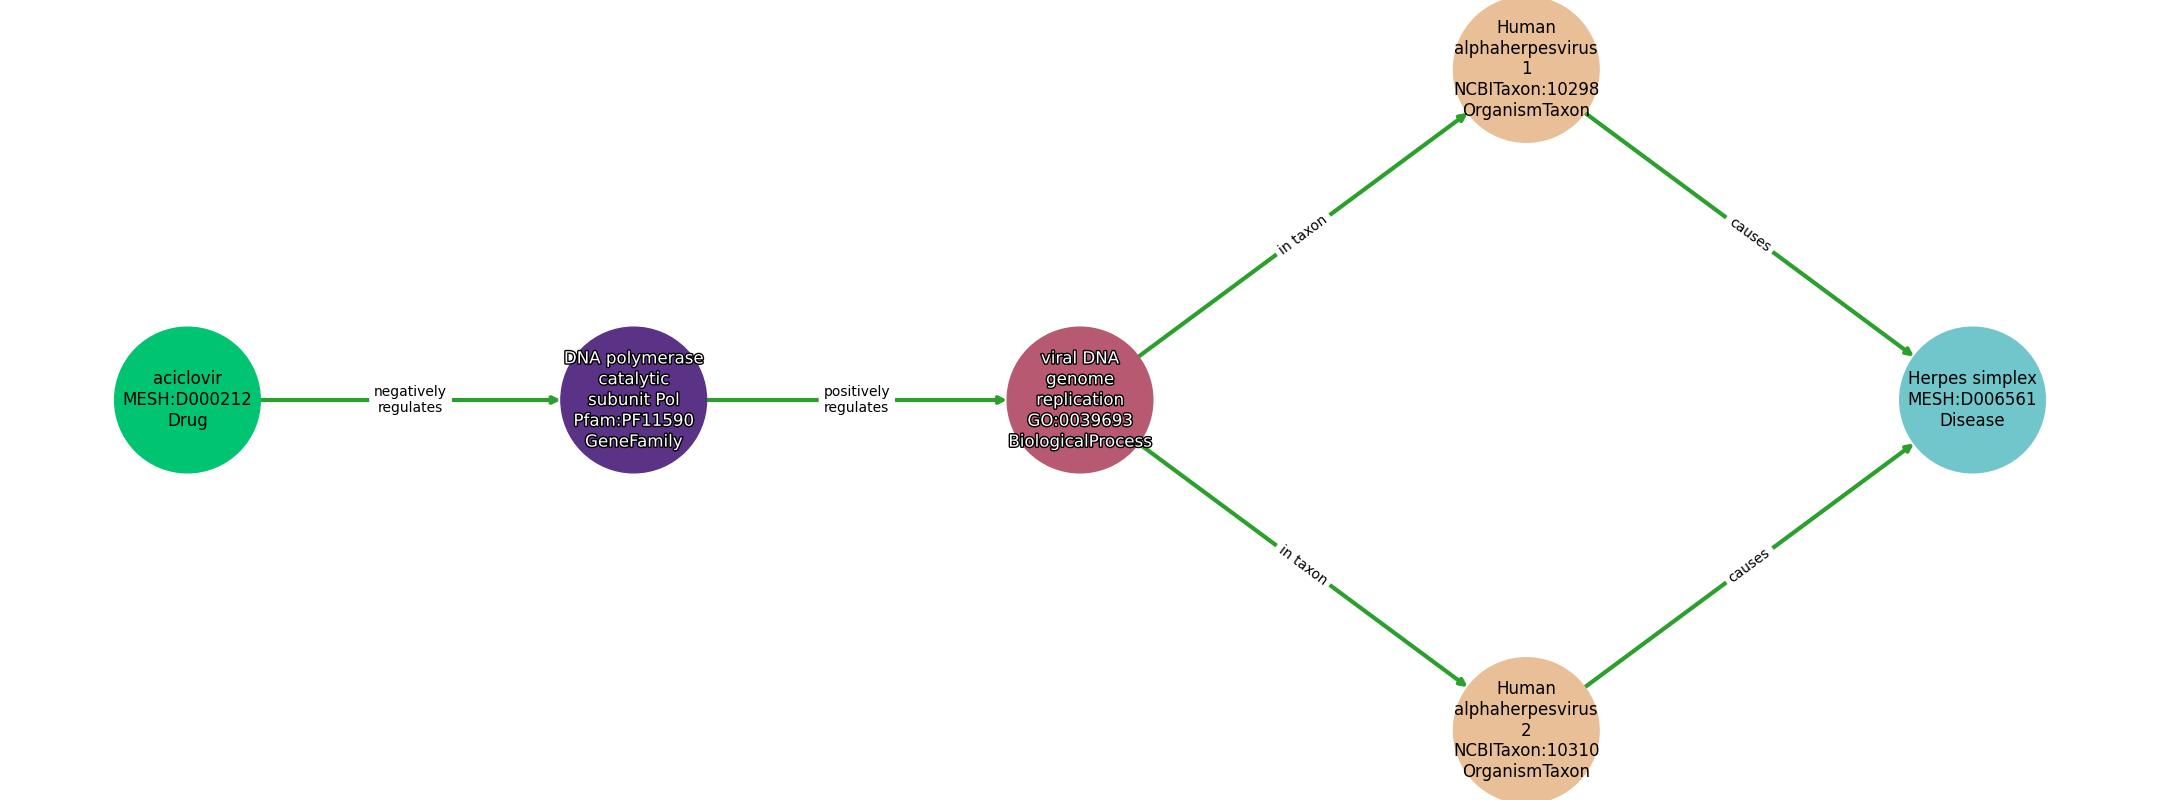 Human
alphaherpesvirus
1
NCBITaxon:10298
OrganismTaxon
in taxon
causes
aciclovir
MESH:D000212
Drug
negatively
regulates
DNA polymerase
catalytic
subunit Pol
Pfam:PF11590
GeneFamily
positively
regulates
viral DNA
genome
replication
GO:0039693
BiologicalProcess
Herpes simplex
MESH:D006561
Disease
in taxon
causes
Human
alphaherpesvirus
2
NCBITaxon:10310
OrganismTaxon